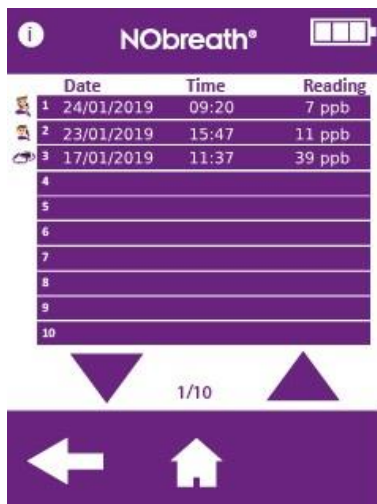 i NObreath®
Date Time Reading
1 24/01/2019 09:20 7 ppb
2 23/01/2019 15:47 11 ppb
3 17/01/2019 11:37 39 ppb
4
5
6
7
8
9
10
1/10